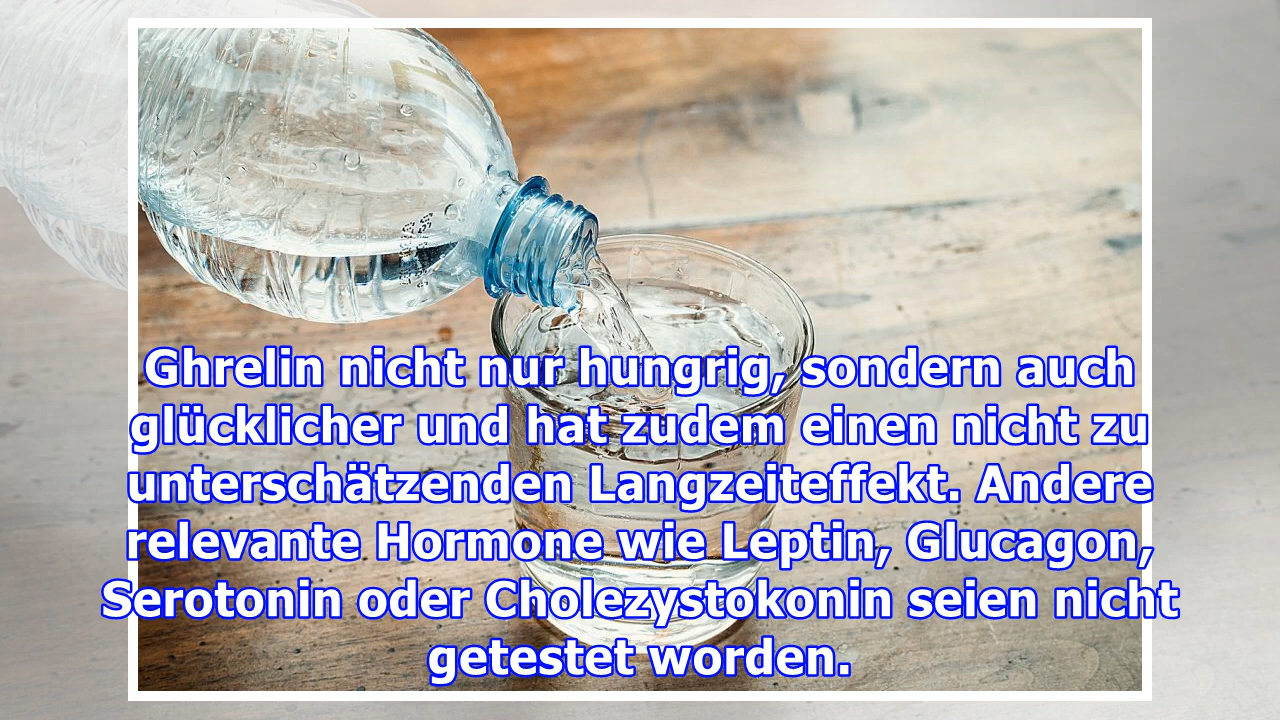 Ghrelin nicht nur hungrig, sondern auch
glücklicher und hat zudem einen nicht zu
unterschätzenden Langzeiteffekt. Andere
relevante Hormone wie Leptin, Glucagon,
Serotonin oder Cholezystokonin seien nicht
getestet worden.